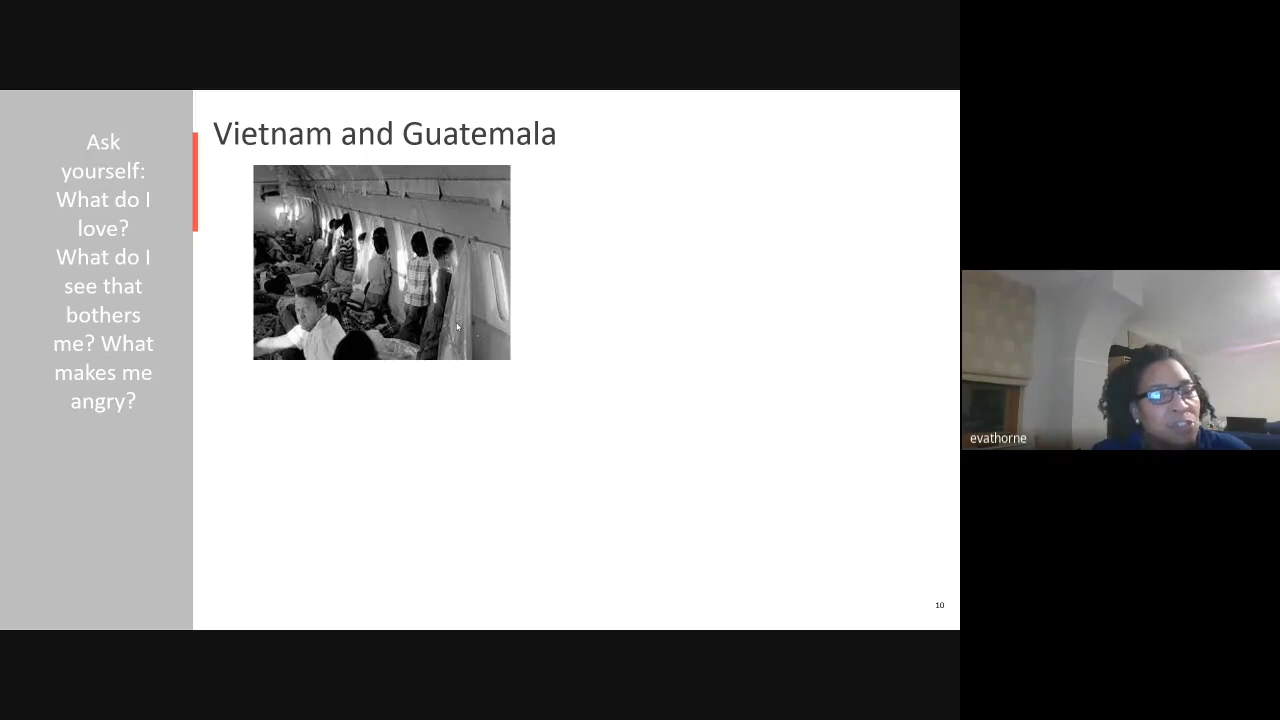 Ask
yourself:
What do I
love?
What do I
see that
bothers
me? What
makes me
angry?
Vietnam and Guatemala
10
evathorne